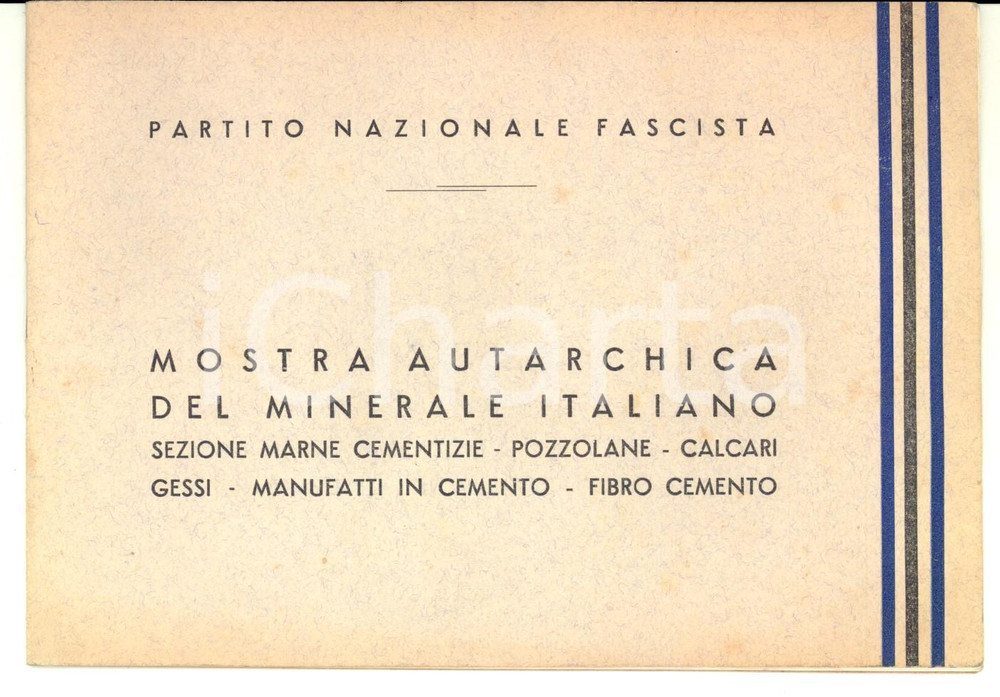 PARTITO NAZIONALE FASCISTA
MOSTRA AUTARCHICA
DEL MINERALE ITALIANO
SEZIONE MARNE CEMENTIZIE - POZZOLANE - CALCARI
GESSI - MANUFATTI IN CEMENTO - FIBRO CEMENTO
iCharta